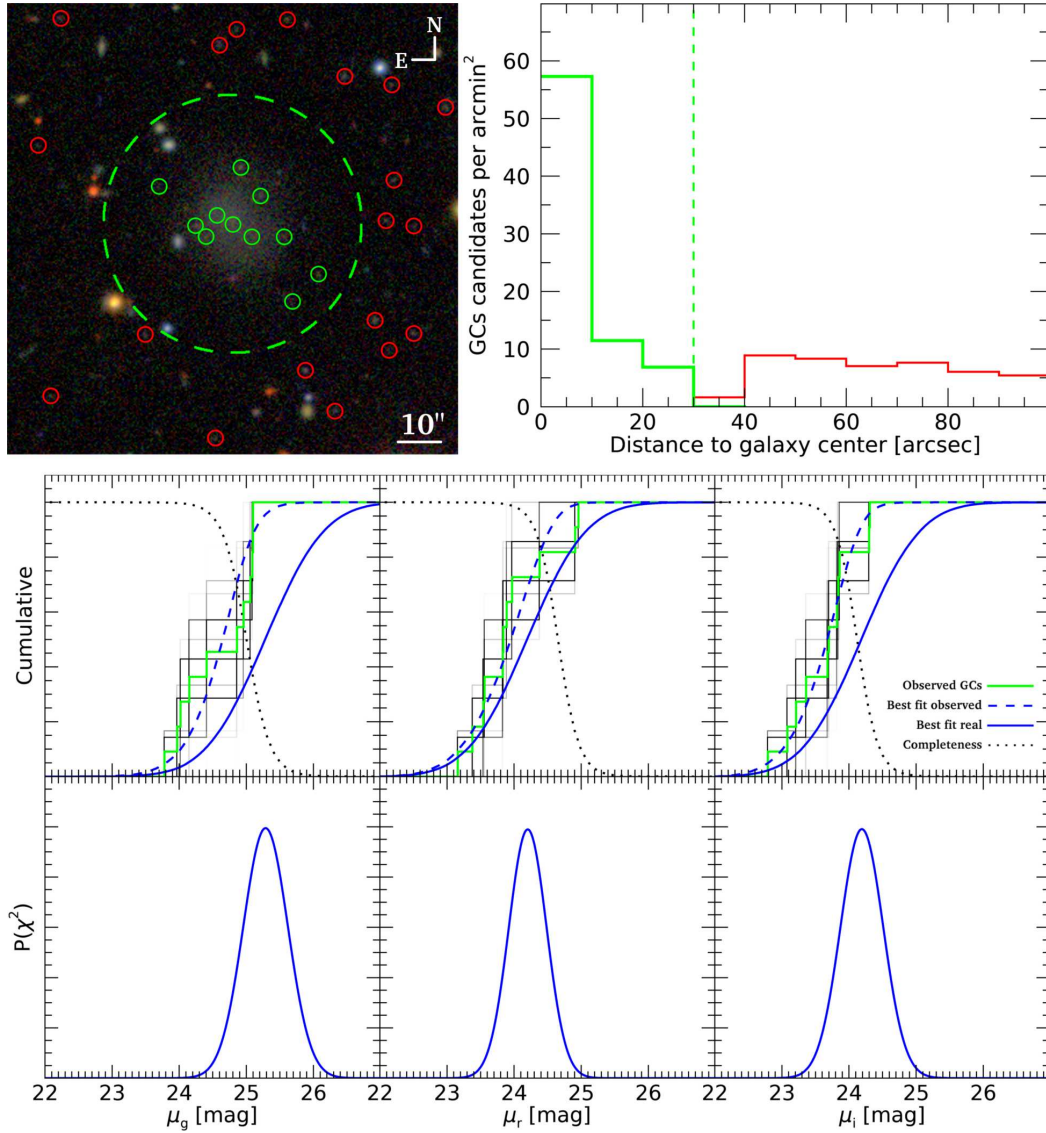 N
E
10"
GCs candidates per arcmin²
60
50
40
30
20
10
0
0 20 40 60 80
Distance to galaxy center [arcsec]
Cumulative
Observed GCs
Best fit observed
Best fit real
Completeness
P(χ²)
22 23 24 25 26 22 23 24 25 26 22 23 24 25 26
μg [mag] μr [mag] μi [mag]